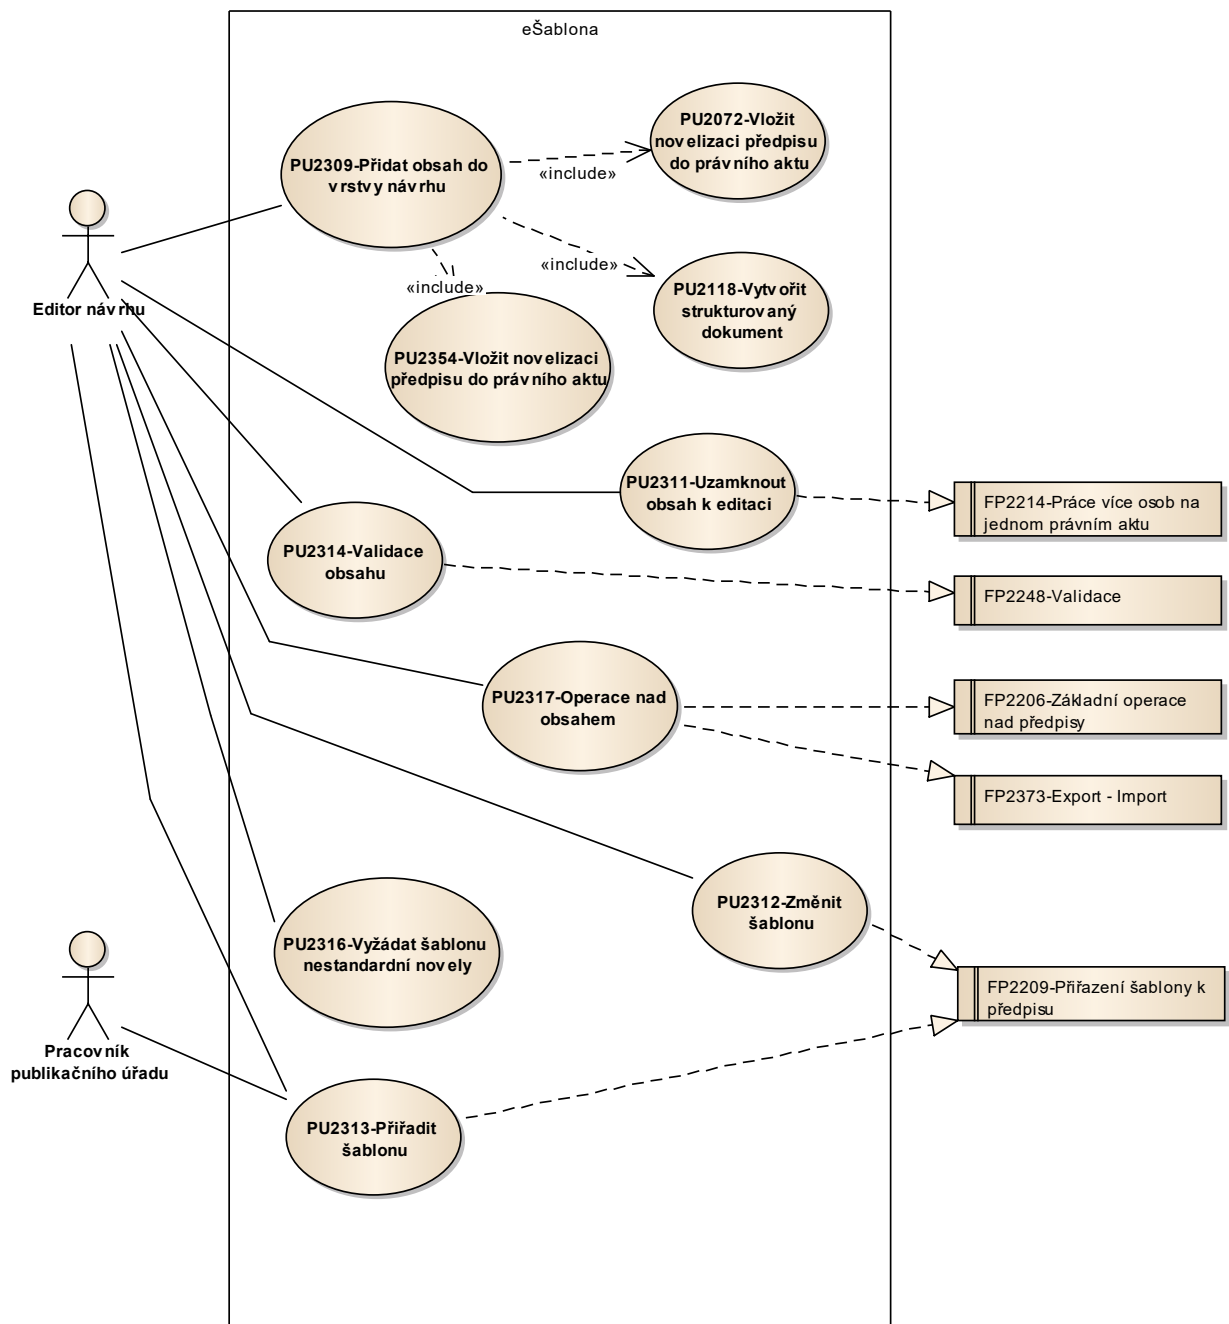 eŠablona
PU2309-Přidat obsah do
vrstvy návrhu
PU2072-Vložit
novelizaci předpisu
do právního aktu
«include»
«include»
«include»
PU2118-Vytvořit
strukturovaný
dokument
Editor návrhu
PU2354-Vložit novelizaci
předpisu do právního aktu
PU2311-Uzamknout
obsah k editaci
FP2214-Práce více osob na
jednom právním aktu
PU2314-Validace
obsahu
FP2248-Validace
PU2317-Operace nad
obsahem
FP2206-Základní operace
nad předpisy
FP2373-Export - Import
PU2312-Změnit
šablonu
PU2316-Vyžádat šablonu
nestandardní novely
FP2209-Přiřazení šablony k
předpisu
Pracovník
publikačního úřadu
PU2313-Přiřadit
šablonu